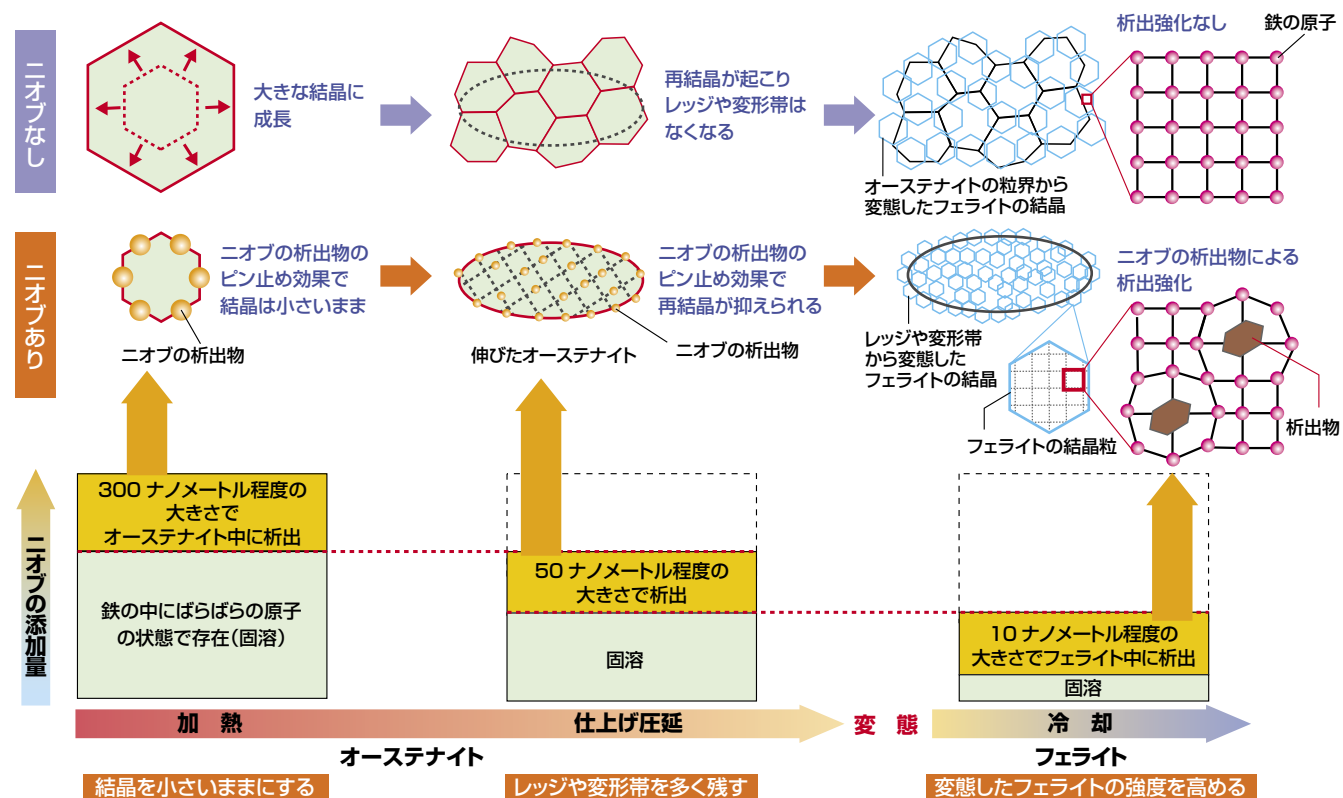 ニオブなし
大きな結晶に
成長
再結晶が起こり
レッジや変形帯は
なくなる
オーステナイトの粒界から
変態したフェライトの結晶
析出強化なし
鉄の原子
ニオブあり
ニオブの析出物の
ピン止め効果で
結晶は小さいまま
ニオブの析出物
ニオブの析出物の
ピン止め効果で
再結晶が抑えられる
伸びたオーステナイト
ニオブの析出物
レッジや変形帯
から変態した
フェライトの結晶
フェライトの結晶粒
ニオブの析出物による
析出強化
析出物
ニオブの添加量
300 ナノメートル程度の
大きさで
オーステナイト中に析出
鉄の中にばらばらの原子
の状態で存在(固溶)
50 ナノメートル程度の
大きさで析出
固溶
10 ナノメートル程度の
大きさでフェライト中に析出
固溶
加 熱
仕上げ圧延
変 態
冷 却
オーステナイト
フェライト
結晶を小さいままにする
レッジや変形帯を多く残す
変態したフェライトの強度を高める